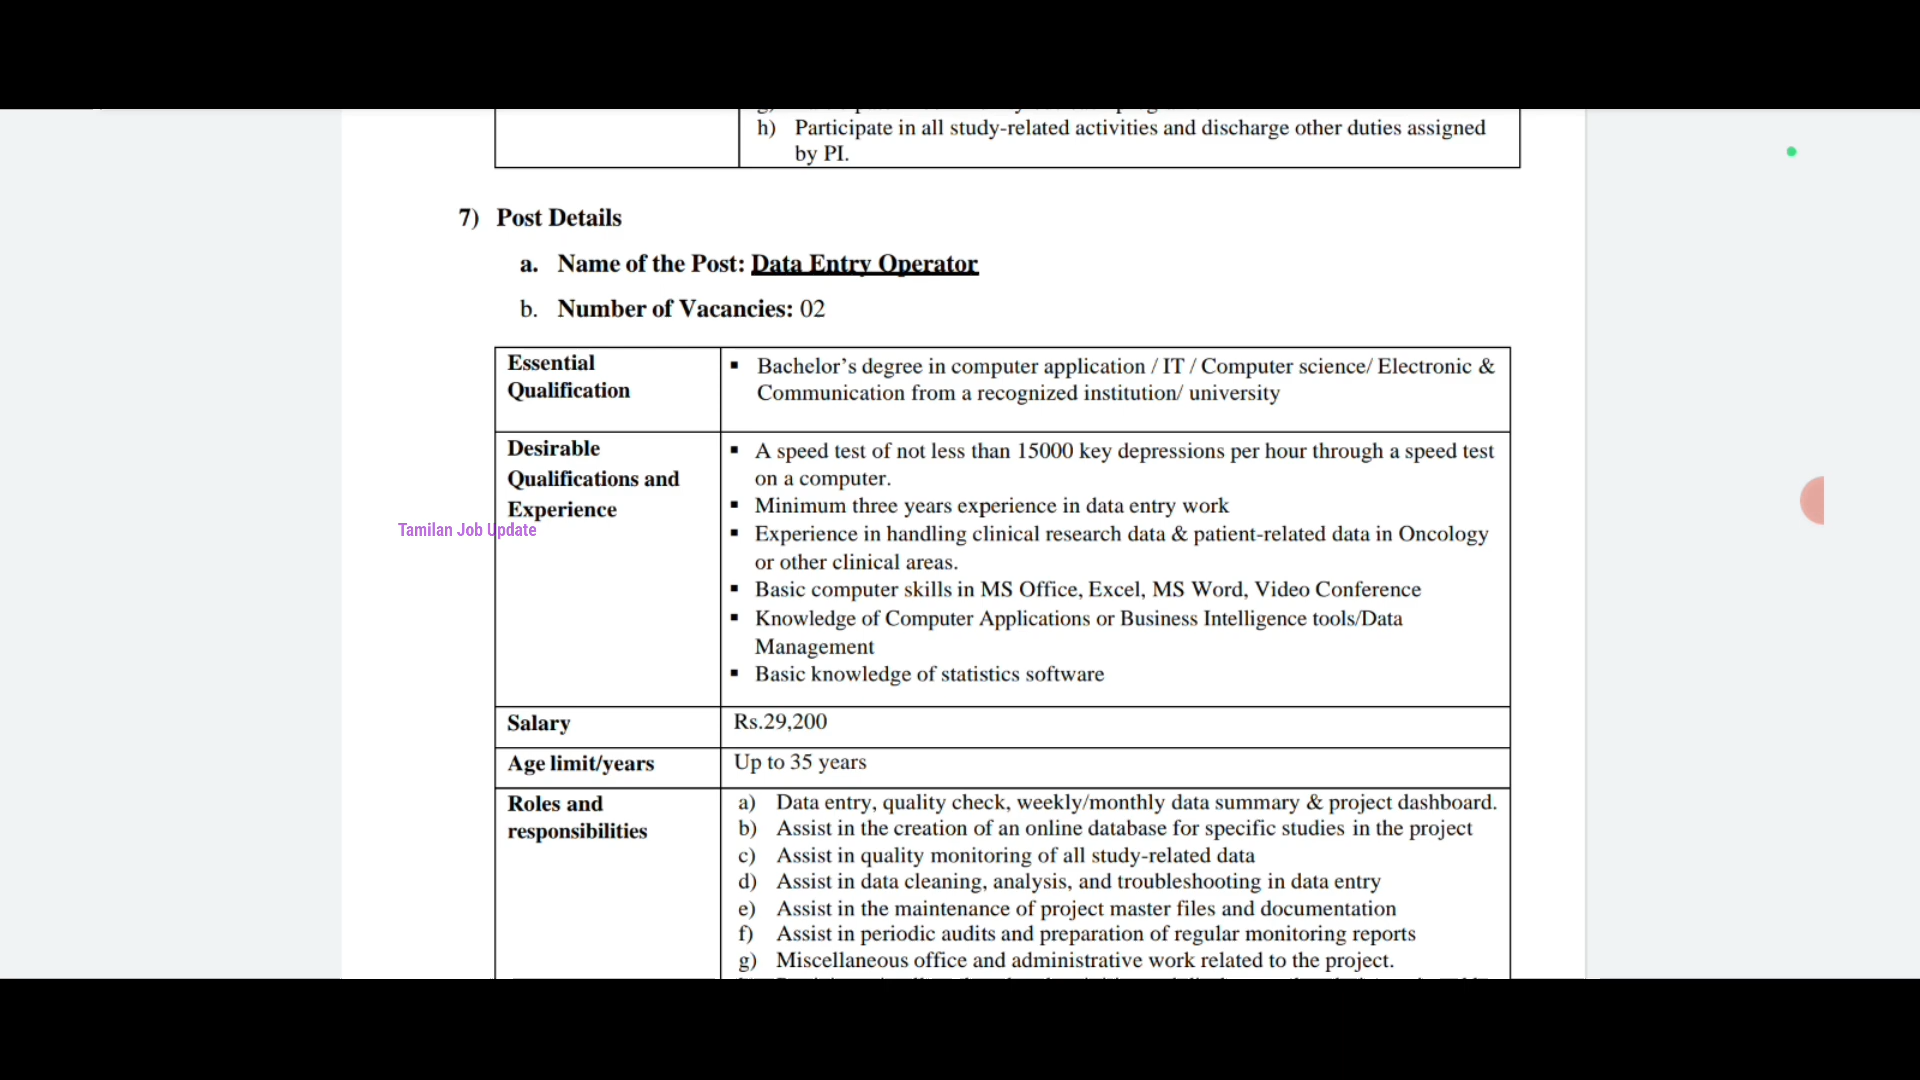 h) Participate in all study-related activities and discharge other duties assigned
by PI.
7) Post Details
a. Name of the Post: Data Entry Operator
b. Number of Vacancies: 02
Essential
Qualification
▪ Bachelor’s degree in computer application / IT / Computer science/ Electronic &
Communication from a recognized institution/ university
Desirable
Qualifications and
Experience
▪ A speed test of not less than 15000 key depressions per hour through a speed test
on a computer.
▪ Minimum three years experience in data entry work
▪ Experience in handling clinical research data & patient-related data in Oncology
or other clinical areas.
▪ Basic computer skills in MS Office, Excel, MS Word, Video Conference
▪ Knowledge of Computer Applications or Business Intelligence tools/Data
Management
▪ Basic knowledge of statistics software
Tamilan Job Update
Salary
Rs.29,200
Age limit/years
Up to 35 years
Roles and
responsibilities
a) Data entry, quality check, weekly/monthly data summary & project dashboard.
b) Assist in the creation of an online database for specific studies in the project
c) Assist in quality monitoring of all study-related data
d) Assist in data cleaning, analysis, and troubleshooting in data entry
e) Assist in the maintenance of project master files and documentation
f) Assist in periodic audits and preparation of regular monitoring reports
g) Miscellaneous office and administrative work related to the project.